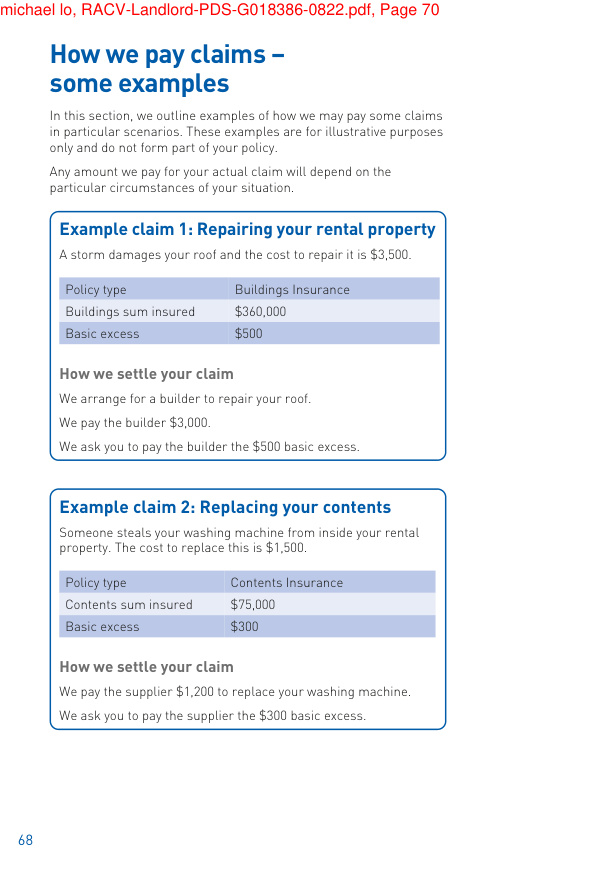 michael lo, RACV-Landlord-PDS-G018386-0822.pdf, Page 70
How we pay claims –
some examples
In this section, we outline examples of how we may pay some claims
in particular scenarios. These examples are for illustrative purposes
only and do not form part of your policy.
Any amount we pay for your actual claim will depend on the
particular circumstances of your situation.
Example claim 1: Repairing your rental property
A storm damages your roof and the cost to repair it is $3,500.
Policy type Buildings Insurance
Buildings sum insured $360,000
Basic excess $500
How we settle your claim
We arrange for a builder to repair your roof.
We pay the builder $3,000.
We ask you to pay the builder the $500 basic excess.
Example claim 2: Replacing your contents
Someone steals your washing machine from inside your rental
property. The cost to replace this is $1,500.
Policy type Contents Insurance
Contents sum insured $75,000
Basic excess $300
How we settle your claim
We pay the supplier $1,200 to replace your washing machine.
We ask you to pay the supplier the $300 basic excess.
68